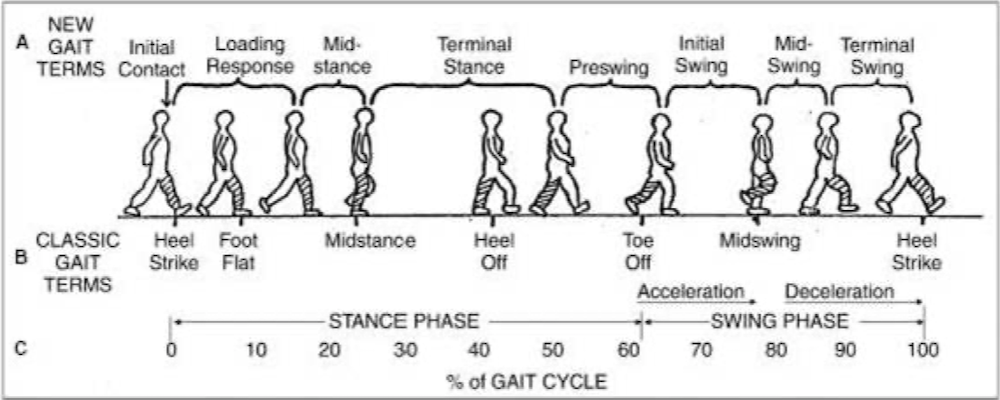 A NEW GAIT TERMS
Initial Contact
Loading Response
Mid-stance
Terminal Stance
Preswing
Initial Swing
Mid-Swing
Terminal Swing
B CLASSIC GAIT TERMS
Heel Strike
Foot Flat
Midstance
Heel Off
Toe Off
Midswing
Heel Strike
Acceleration
Deceleration
STANCE PHASE
SWING PHASE
C 0 10 20 30 40 50 60 70 80 90 100
% of GAIT CYCLE